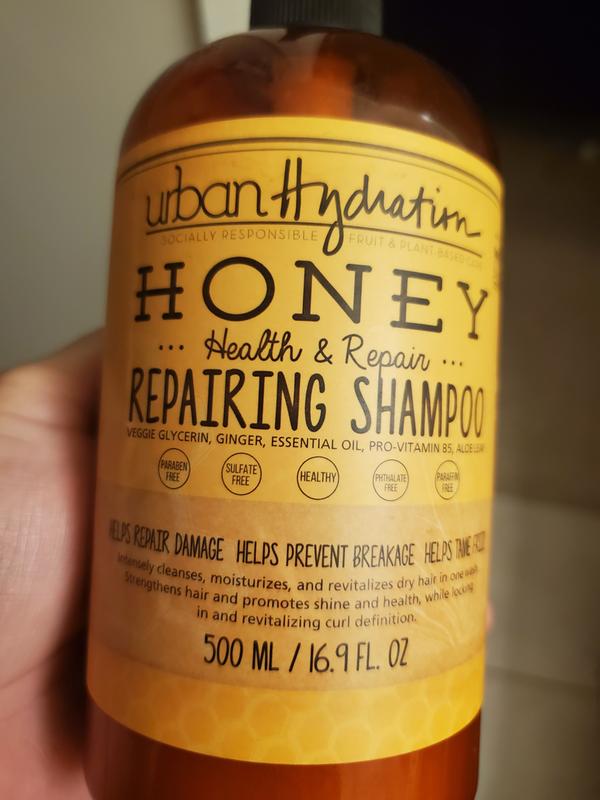 urban Hydration
SOCIALLY RESPONSIBLE FRUIT & PLANT-BASED CARE
HONEY
... Health & Repair ...
REPAIRING SHAMPOO
VEGGIE GLYCERIN, GINGER, ESSENTIAL OIL, PRO-VITAMIN B5, ALOE LEAF
PARABEN FREE
SULFATE FREE
HEALTHY
PHTHALATE FREE
PARAFFIN FREE
HELPS REPAIR DAMAGE HELPS PREVENT BREAKAGE HELPS TAME FRIZZ
Intensely cleanses, moisturizes, and revitalizes dry hair in one wash.
Strengthens hair and promotes shine and health, while locking
in and revitalizing curl definition.
500 ML / 16.9 FL. OZ